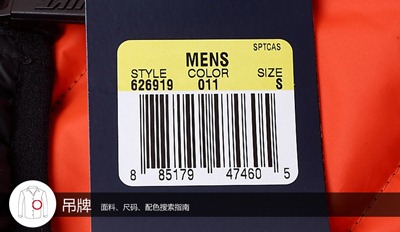 SPTCAS
MENS
STYLE COLOR SIZE
626919 011 S
8 85179 47460 5
吊牌 面料、尺码、配色搜索指南